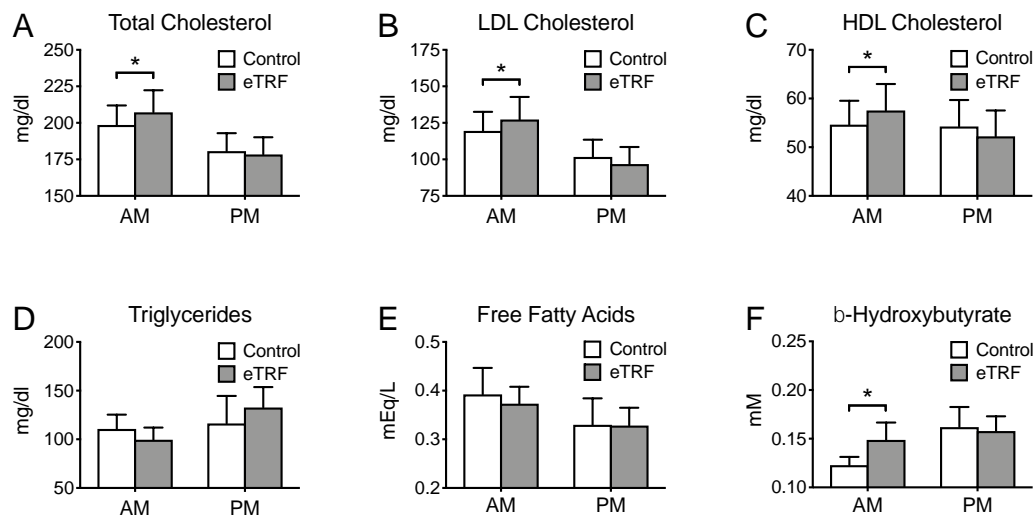 A Total Cholesterol
250
225
200
175
150
mg/dl
*
Control
eTRF
AM PM
B LDL Cholesterol
175
150
125
100
75
mg/dl
*
Control
eTRF
AM PM
C HDL Cholesterol
70
60
50
40
mg/dl
*
Control
eTRF
AM PM
D Triglycerides
200
150
100
50
mg/dl
Control
eTRF
AM PM
E Free Fatty Acids
0.5
0.4
0.3
0.2
mEq/L
Control
eTRF
AM PM
F b-Hydroxybutyrate
0.25
0.20
0.15
0.10
mM
*
Control
eTRF
AM PM